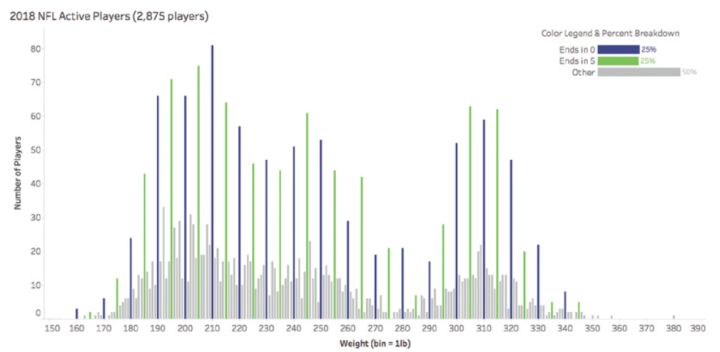 2018 NFL Active Players (2,875 players)
Color Legend & Percent Breakdown
Ends in 0 25%
Ends in 5 25%
Other 50%
80
70
60
50
40
30
20
10
0
Number of Players
150 160 170 180 190 200 210 220 230 240 250 260 270 280 290 300 310 320 330 340 350 360 370 380 390
Weight (bin = 1lb)